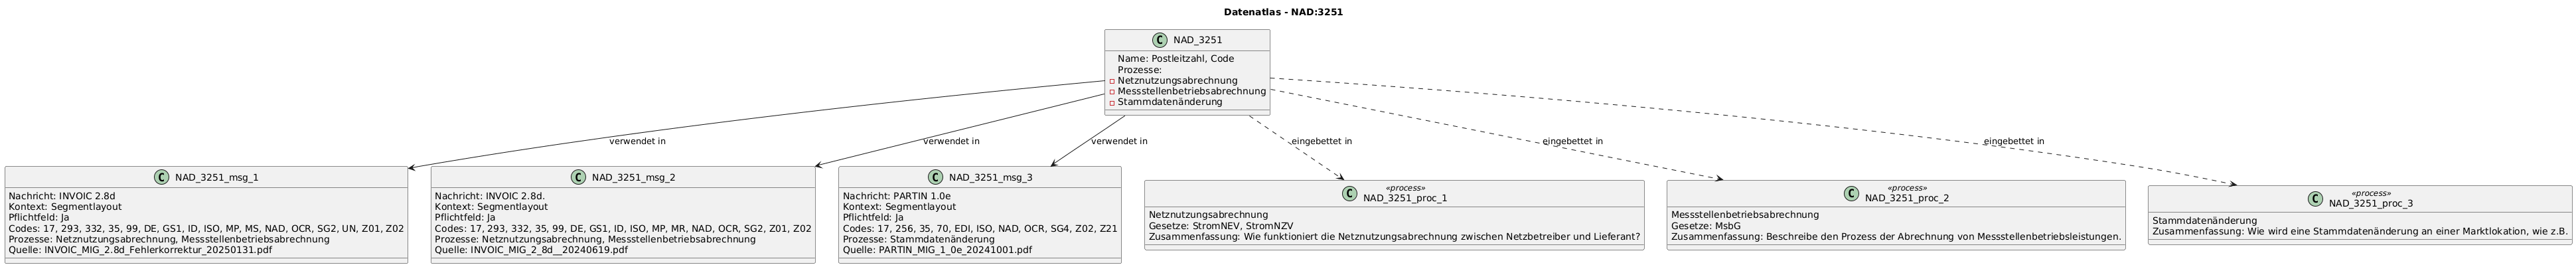 Datenatlas - NAD:3251
C NAD_3251
Name: Postleitzahl, Code
Prozesse:
Netznutzungsabrechnung
Messstellenbetriebsabrechnung
Stammdatenänderung
verwendet in
verwendet in
verwendet in
eingebettet in
eingebettet in
eingebettet in
C NAD_3251_msg_1
Nachricht: INVOIC 2.8d
Kontext: Segmentlayout
Pflichtfeld: Ja
Codes: 17, 293, 332, 35, 99, DE, GS1, ID, ISO, MP, MS, NAD, OCR, SG2, UN, Z01, Z02
Prozesse: Netznutzungsabrechnung, Messstellenbetriebsabrechnung
Quelle: INVOIC_MIG_2.8d_Fehlerkorrektur_20250131.pdf
C NAD_3251_msg_2
Nachricht: INVOIC 2.8d.
Kontext: Segmentlayout
Pflichtfeld: Ja
Codes: 17, 293, 332, 35, 99, DE, GS1, ID, ISO, MP, MR, NAD, OCR, SG2, Z01, Z02
Prozesse: Netznutzungsabrechnung, Messstellenbetriebsabrechnung
Quelle: INVOIC_MIG_2_8d__20240619.pdf
C NAD_3251_msg_3
Nachricht: PARTIN 1.0e
Kontext: Segmentlayout
Pflichtfeld: Ja
Codes: 17, 256, 35, 70, EDI, ISO, NAD, OCR, SG4, Z02, Z21
Prozesse: Stammdatenänderung
Quelle: PARTIN_MIG_1_0e_20241001.pdf
«process»
C NAD_3251_proc_1
Netznutzungsabrechnung
Gesetze: StromNEV, StromNZV
Zusammenfassung: Wie funktioniert die Netznutzungsabrechnung zwischen Netzbetreiber und Lieferant?
«process»
C NAD_3251_proc_2
Messstellenbetriebsabrechnung
Gesetze: MsbG
Zusammenfassung: Beschreibe den Prozess der Abrechnung von Messstellenbetriebsleistungen.
«process»
C NAD_3251_proc_3
Stammdatenänderung
Zusammenfassung: Wie wird eine Stammdatenänderung an einer Marktlokation, wie z.B.